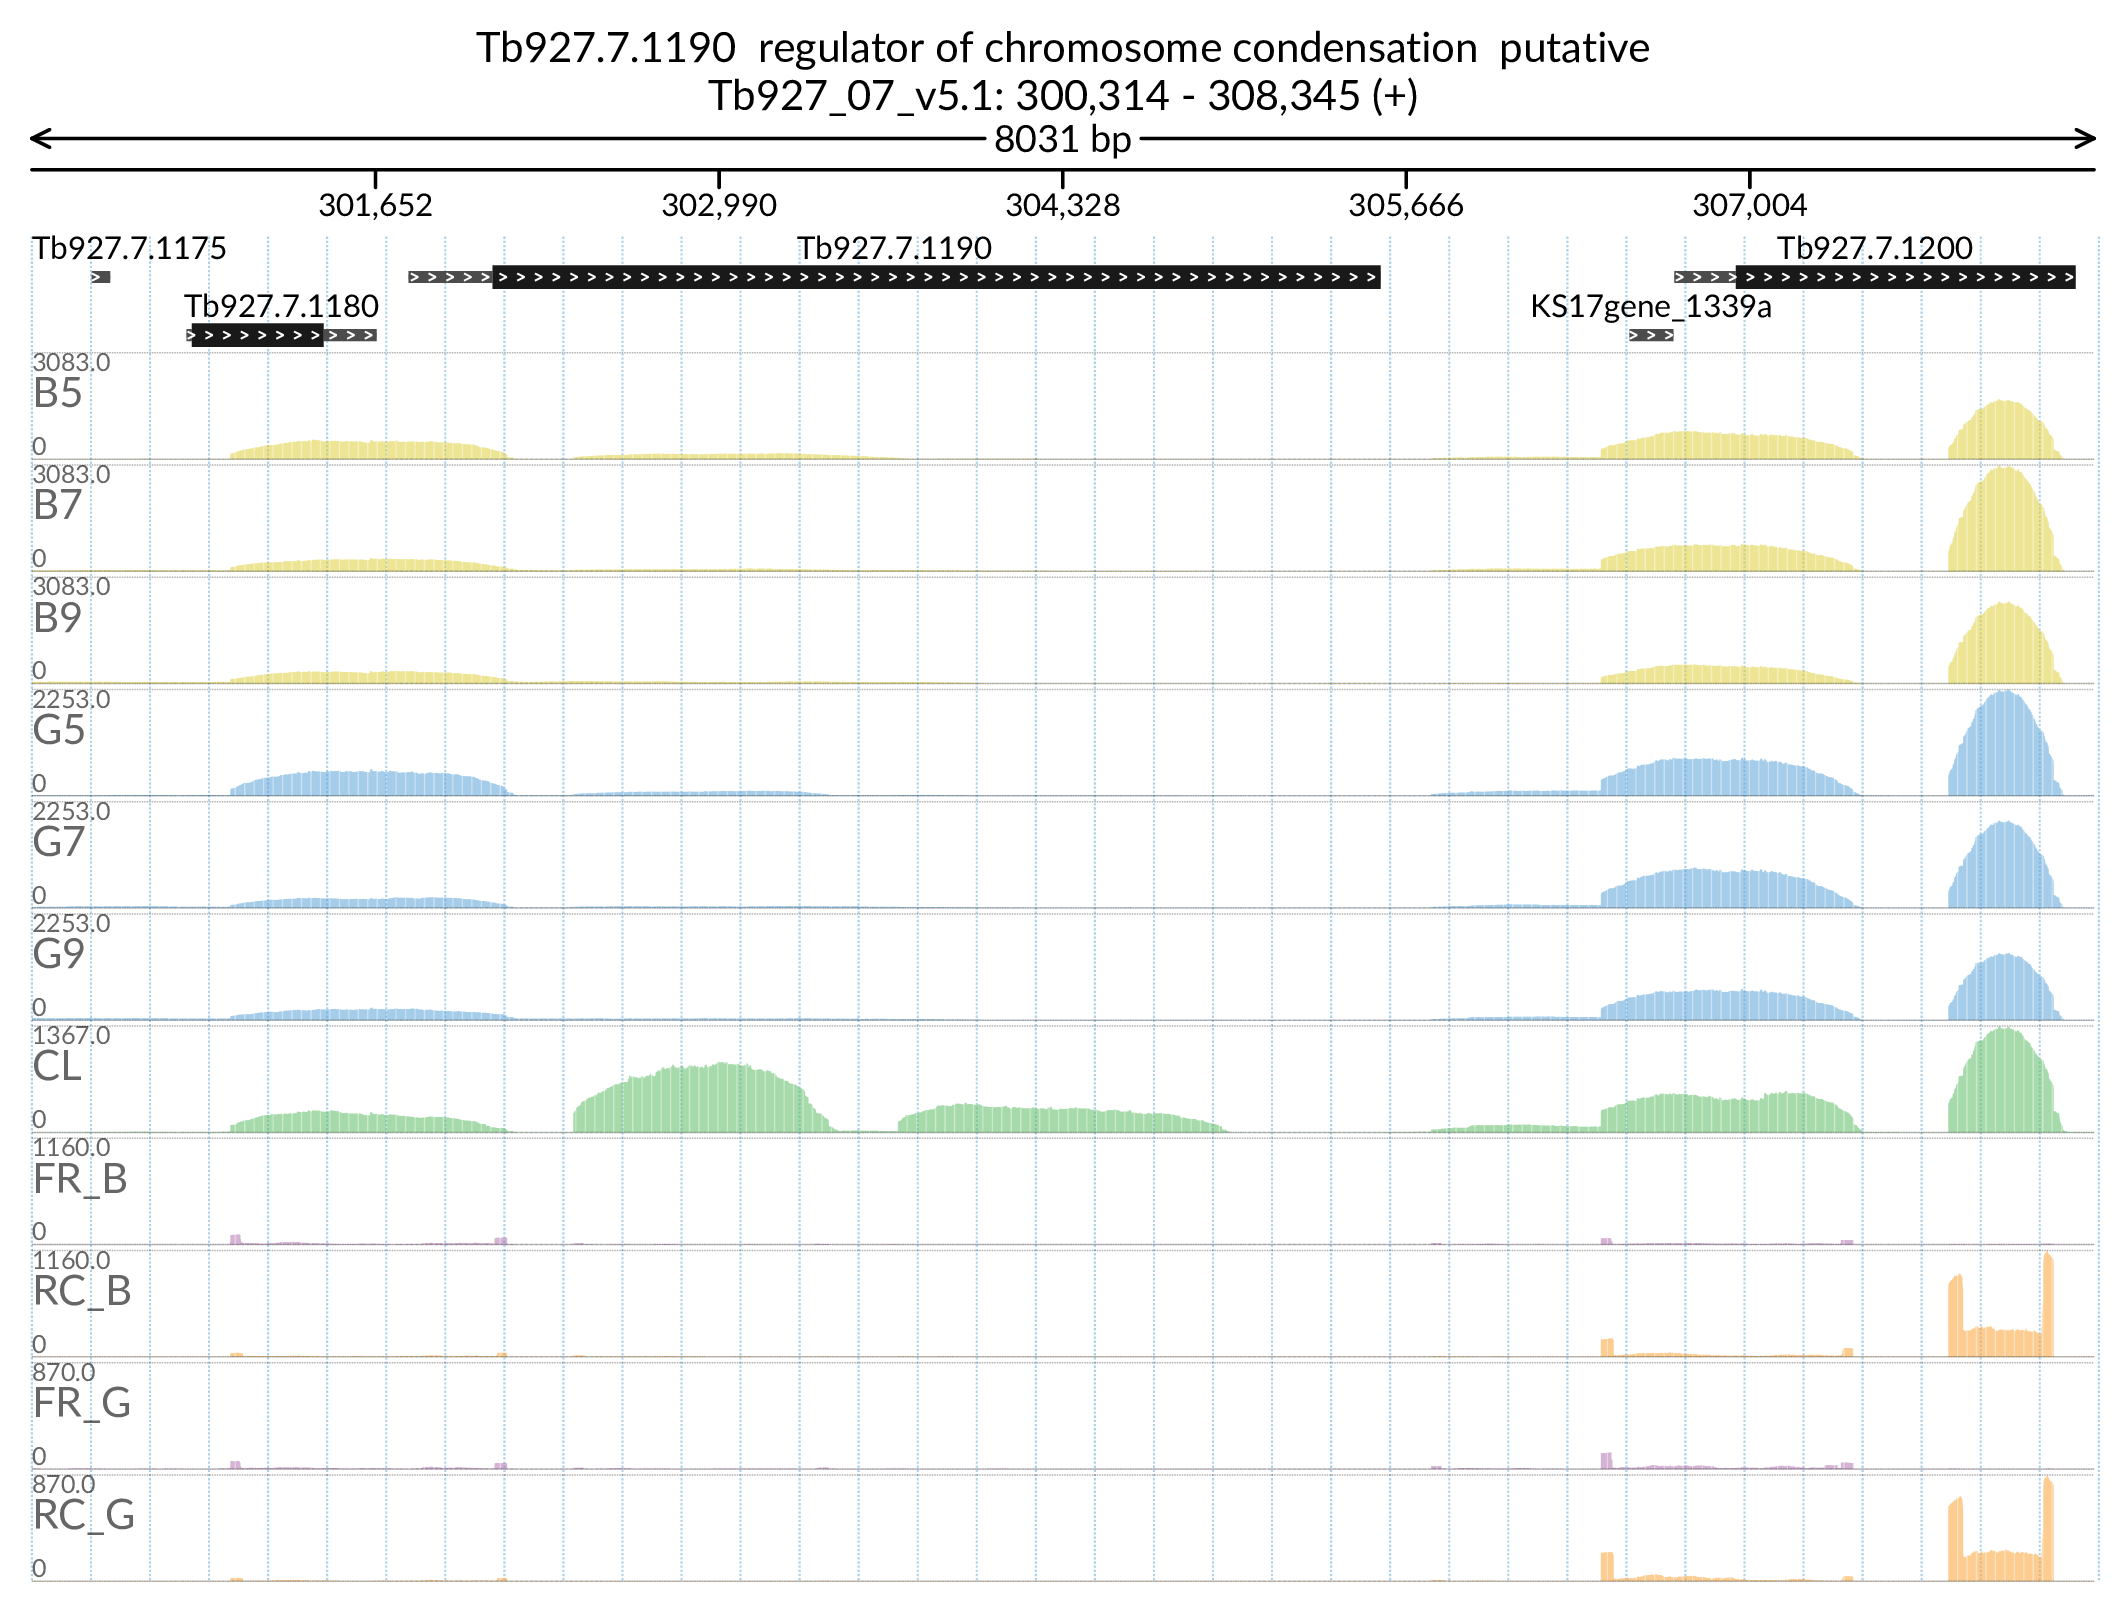 Tb927.7.1190 regulator of chromosome condensation putative
Tb927_07_v5.1: 300,314 - 308,345 (+)
8031 bp
301,652 302,990 304,328 305,666 307,004
Tb927.7.1175 Tb927.7.1190 Tb927.7.1200
Tb927.7.1180 KS17gene_1339a
3083.0
B5
0
3083.0
B7
0
3083.0
B9
0
2253.0
G5
0
2253.0
G7
0
2253.0
G9
0
1367.0
CL
0
1160.0
FR_B
0
1160.0
RC_B
0
870.0
FR_G
0
870.0
RC_G
0